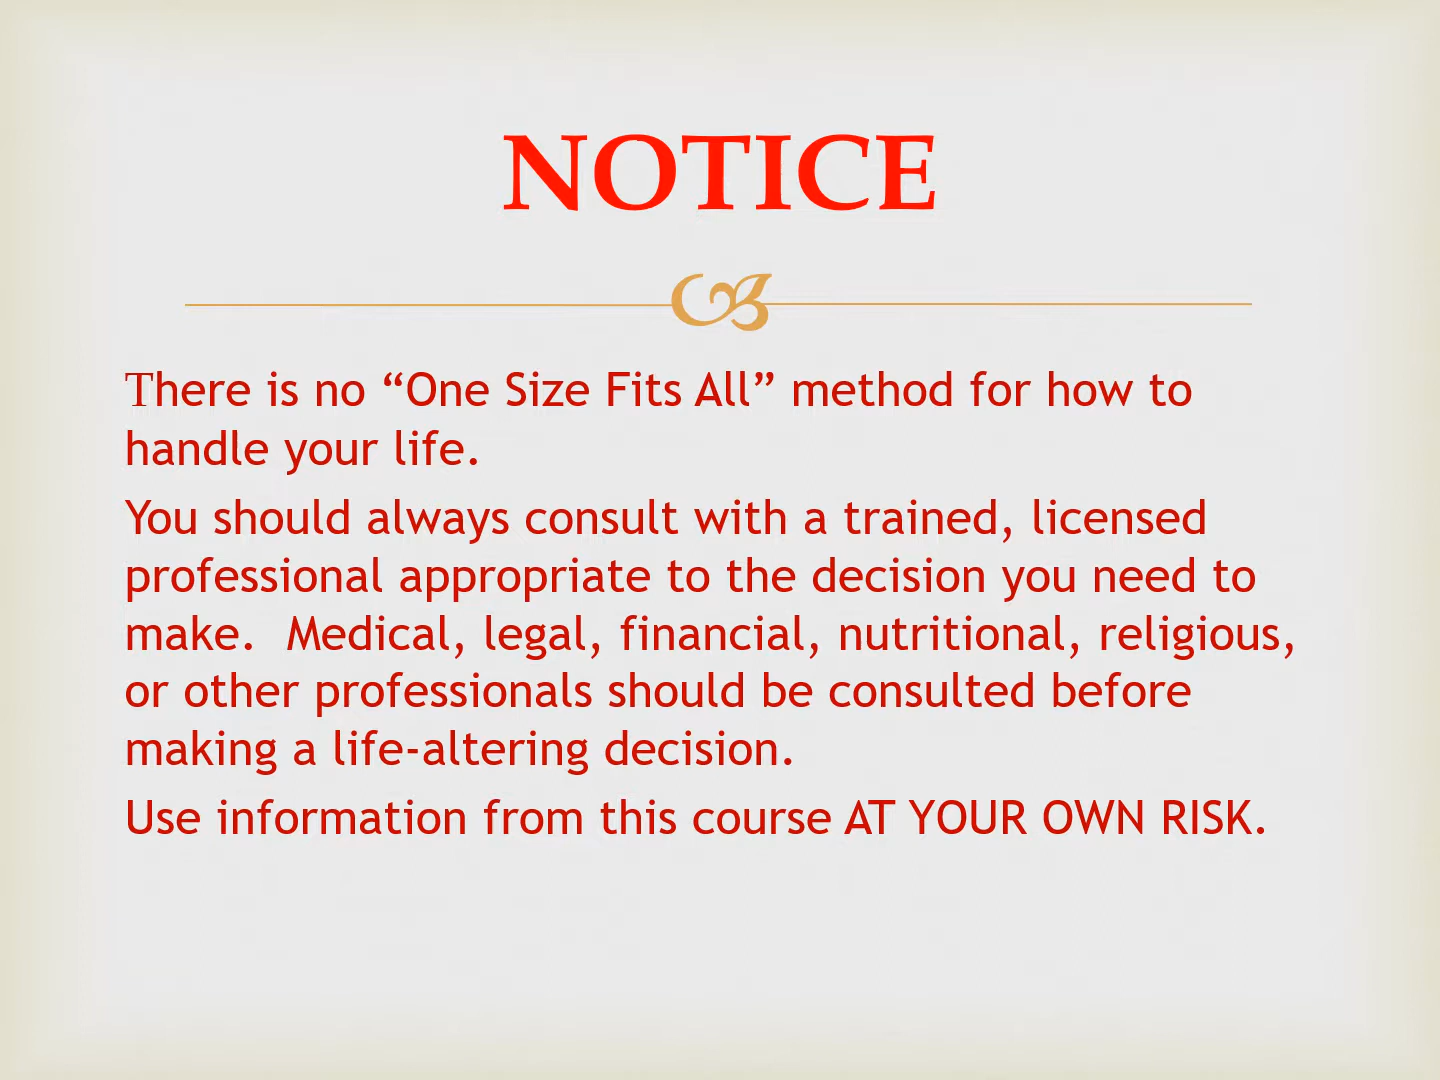 NOTICE
There is no “One Size Fits All” method for how to
handle your life.
You should always consult with a trained, licensed
professional appropriate to the decision you need to
make.  Medical, legal, financial, nutritional, religious,
or other professionals should be consulted before
making a life-altering decision.
Use information from this course AT YOUR OWN RISK.